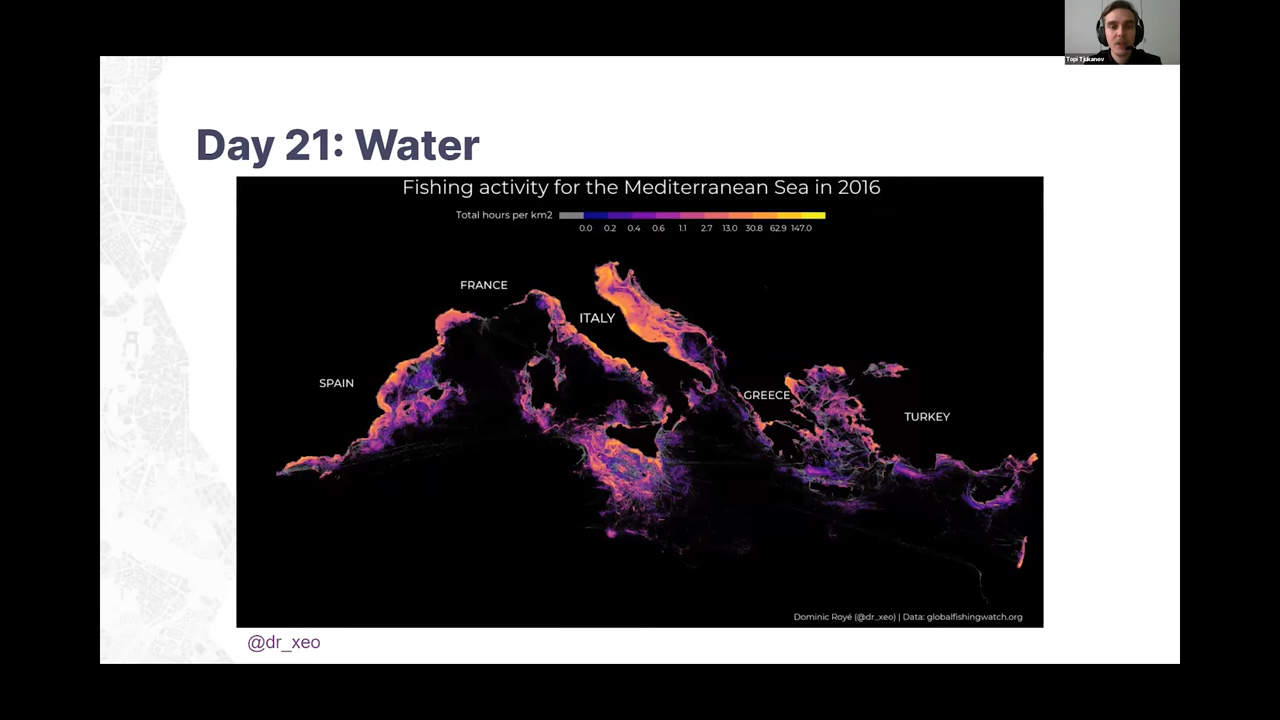 Topi Tjukanov
Day 21: Water
Fishing activity for the Mediterranean Sea in 2016
Total hours per km2
0.0 0.2 0.4 0.6 1.1 2.7 13.0 30.8 62.9 147.0
FRANCE
ITALY
SPAIN
GREECE
TURKEY
Dominic Royé (@dr_xeo) | Data: globalfishingwatch.org
@dr_xeo